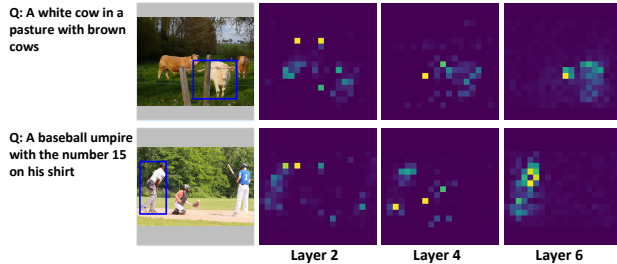 Q: A white cow in a
pasture with brown
cows
Q: A baseball umpire
with the number 15
on his shirt
Layer 2
Layer 4
Layer 6